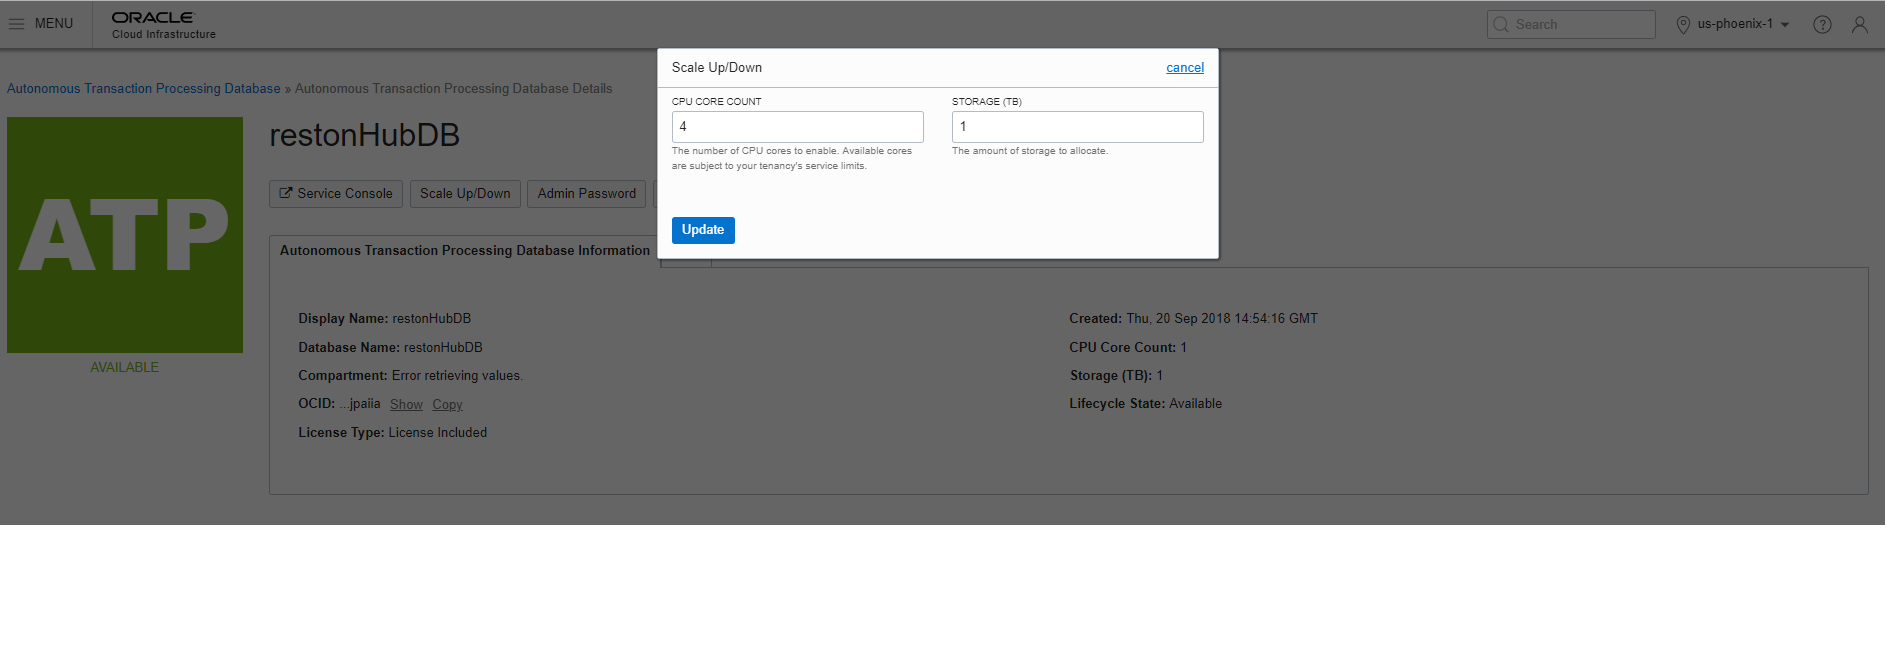 MENU
ORACLE
Cloud Infrastructure
Search
us-phoenix-1
Autonomous Transaction Processing Database » Autonomous Transaction Processing Database Details
ATP
AVAILABLE
restonHubDB
Service Console
Scale Up/Down
Admin Password
Scale Up/Down
cancel
CPU CORE COUNT
4
The number of CPU cores to enable. Available cores
are subject to your tenancy's service limits.
STORAGE (TB)
1
The amount of storage to allocate.
Update
Autonomous Transaction Processing Database Information
Display Name: restonHubDB
Database Name: restonHubDB
Compartment: Error retrieving values.
OCID: ...jpaiia Show Copy
License Type: License Included
Created: Thu, 20 Sep 2018 14:54:16 GMT
CPU Core Count: 1
Storage (TB): 1
Lifecycle State: Available